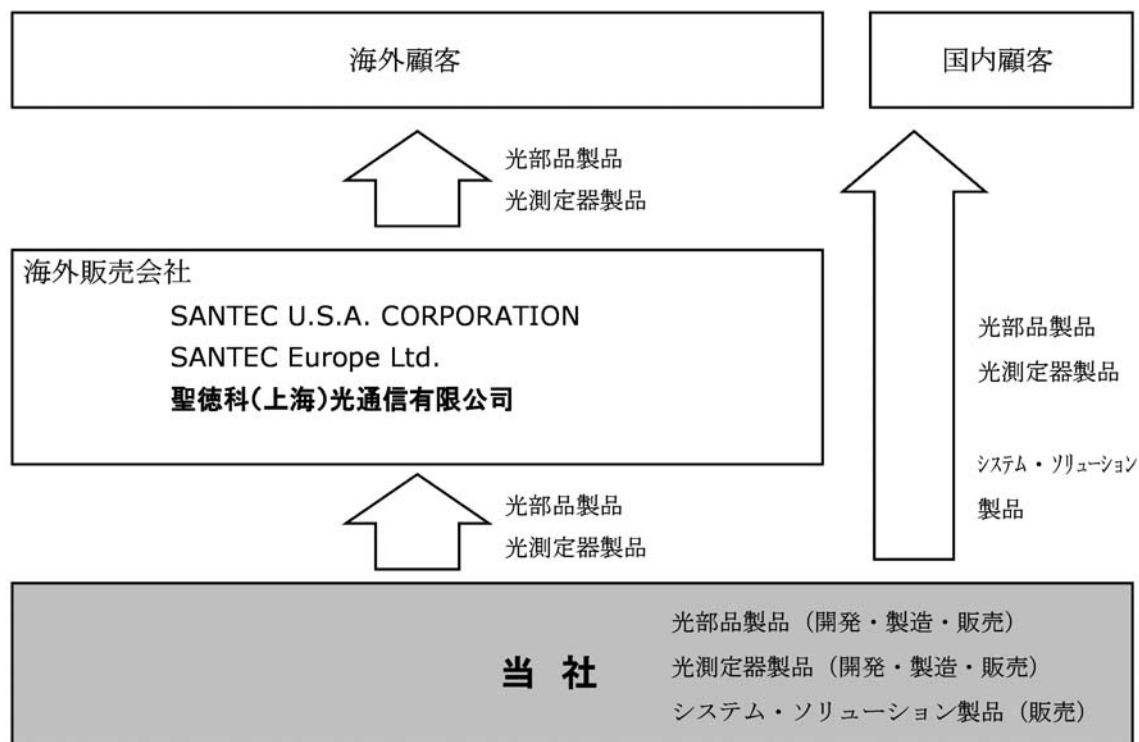 海外顧客
国内顧客
光部品製品
光測定器製品
海外販売会社
SANTEC U.S.A. CORPORATION
SANTEC Europe Ltd.
聖徳科(上海)光通信有限公司
光部品製品
光測定器製品
システム・ソリューション
製品
光部品製品
光測定器製品
当 社
光部品製品（開発・製造・販売）
光測定器製品（開発・製造・販売）
システム・ソリューション製品（販売）